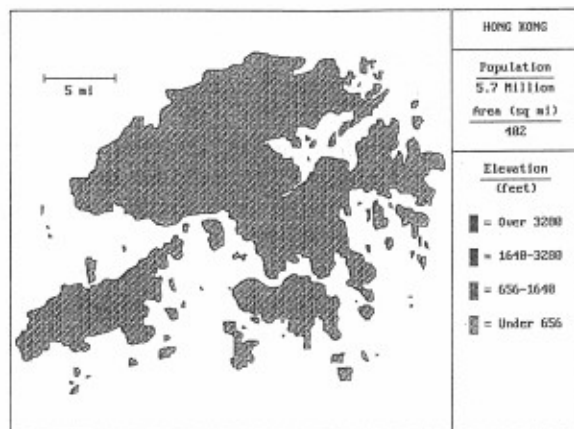 5 mi
HONG KONG
Population
5.7 Million
Area (sq mi)
402
Elevation
(feet)
= Over 3280
= 1640-3280
= 656-1640
= Under 656